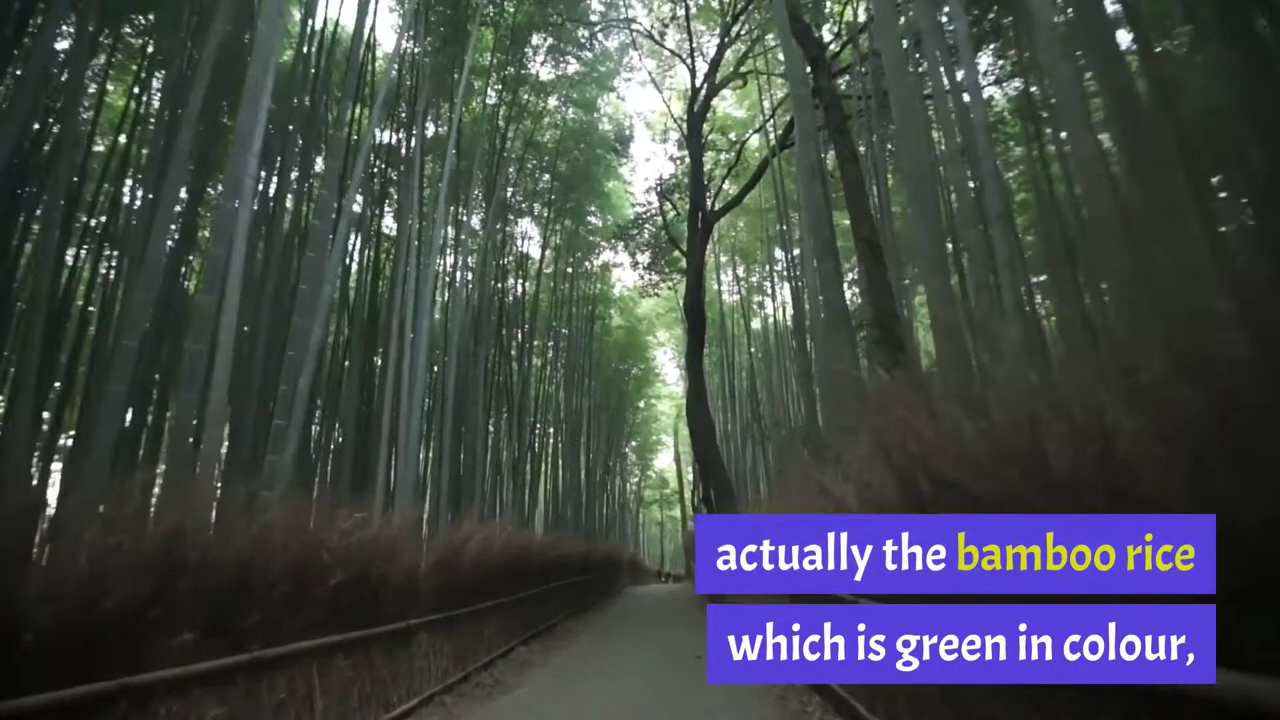 actually the bamboo rice
which is green in colour,